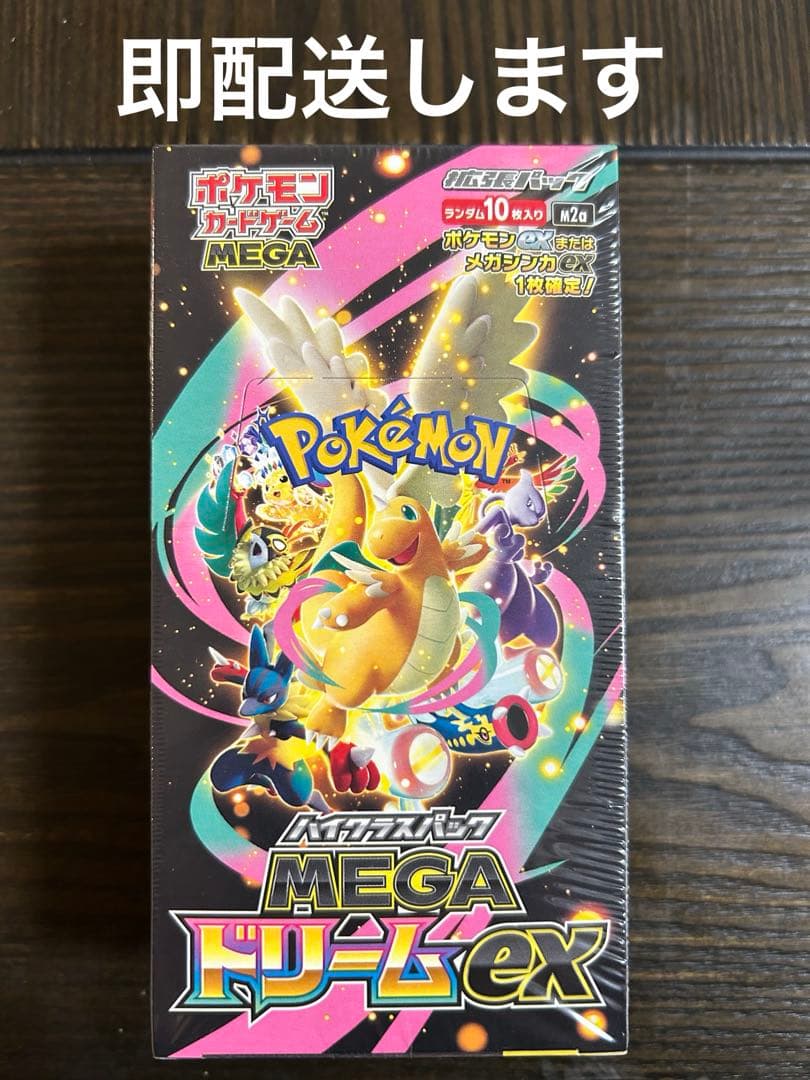 即配送します
ポケモン
カードゲーム
MEGA
拡張パック
ランダム10枚入り M2a
ポケモンexまたは
メガシンカex
1枚確定!
POKéMON
TM
ハイクラスパック
MEGA
ドリームex